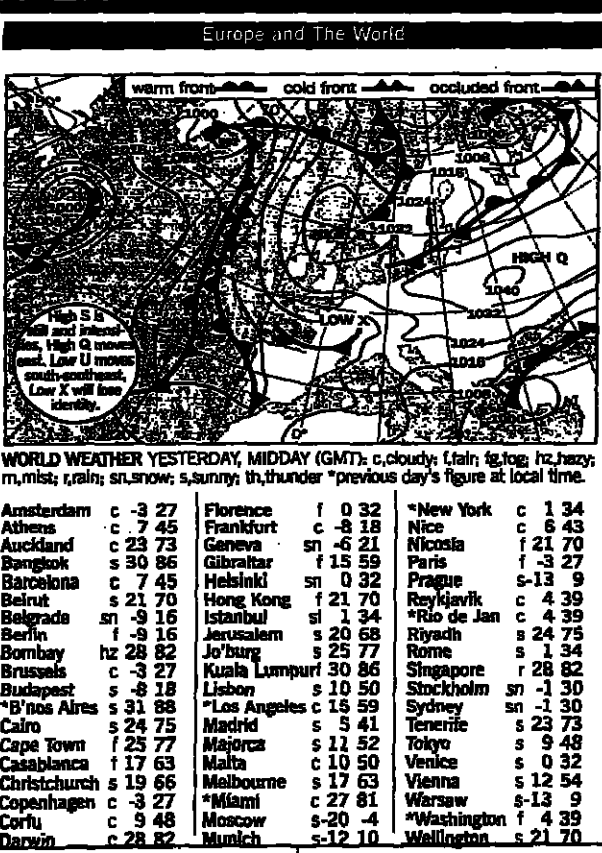 Europe and The World
warm front cold front occluded front
1000
1008
1016
1024
1032
HIGH Q
1040
1032
LOW X
1024
1016
1008
0°
High S is
still and intensi-
fies, High Q moves
east. Low U moves
south-southeast,
Low X will lose
identity.
WORLD WEATHER YESTERDAY, MIDDAY (GMT): c,cloudy; f,fair; fg,fog; hz,hazy;
m,mist; r,rain; sn,snow; s,sunny; th,thunder *previous day's figure at local time.
Amsterdam c -3 27
Athens c 7 45
Auckland c 23 73
Bangkok s 30 86
Barcelona c 7 45
Beirut s 21 70
Belgrade sn -9 16
Berlin f -9 16
Bombay hz 28 82
Brussels c -3 27
Budapest s -8 18
*B'nos Aires s 31 88
Cairo s 24 75
Cape Town f 25 77
Casablanca f 17 63
Christchurch s 19 66
Copenhagen c -3 27
Corfu c 9 48
Darwin c 28 82
Florence f 0 32
Frankfurt c -8 18
Geneva sn -6 21
Gibraltar f 15 59
Helsinki sn 0 32
Hong Kong f 21 70
Istanbul sl 1 34
Jerusalem s 20 68
Jo'burg s 25 77
Kuala Lumpur f 30 86
Lisbon s 10 50
*Los Angeles c 15 59
Madrid s 5 41
Majorca s 11 52
Malta c 10 50
Melbourne s 17 63
*Miami c 27 81
Moscow s-20 -4
Munich s-12 10
*New York c 1 34
Nice c 6 43
Nicosia f 21 70
Paris f -3 27
Prague s-13 9
Reykjavik c 4 39
*Rio de Jan c 4 39
Riyadh s 24 75
Rome s 1 34
Singapore r 28 82
Stockholm sn -1 30
Sydney sn -1 30
Tenerife s 23 73
Tokyo s 9 48
Venice s 0 32
Vienna s 12 54
Warsaw s-13 9
*Washington f 4 39
Wellington s 21 70